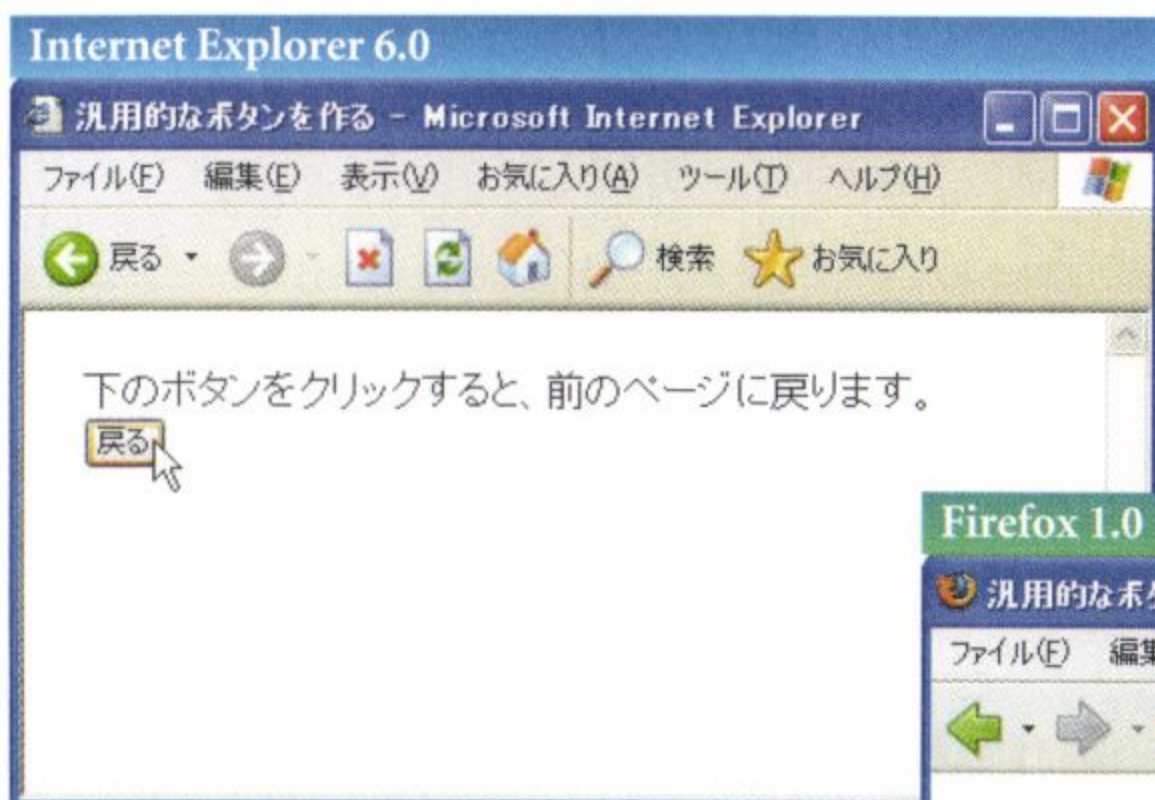 Internet Explorer 6.0
汎用的なボタンを作る - Microsoft Internet Explorer
ファイル(F) 編集(E) 表示(V) お気に入り(A) ツール(T) ヘルプ(H)
戻る 検索 お気に入り
下のボタンをクリックすると、前のページに戻ります。
戻る
Firefox 1.0
汎用的なボタ
ファイル(F) 編集